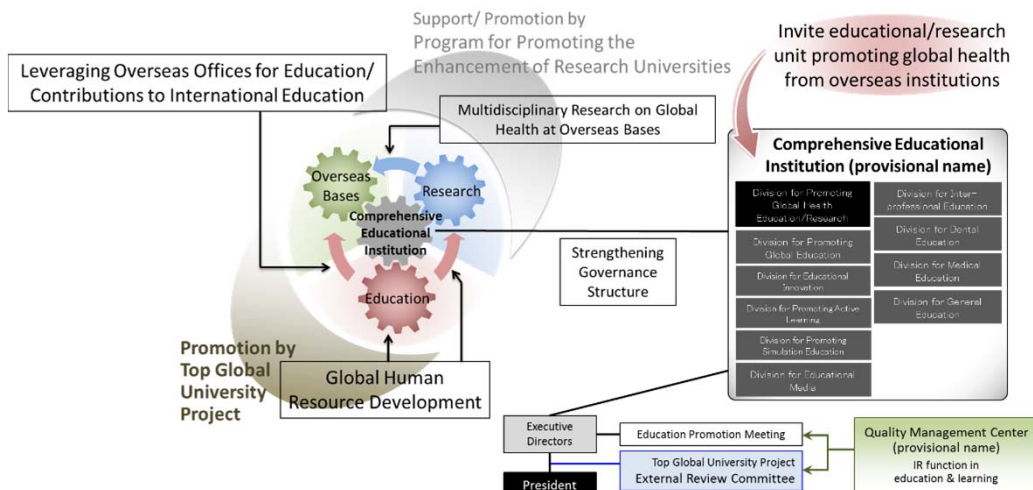 Support/ Promotion by
Program for Promoting the
Enhancement of Research Universities
Invite educational/research
unit promoting global health
from overseas institutions
Leveraging Overseas Offices for Education/
Contributions to International Education
Multidisciplinary Research on Global
Health at Overseas Bases
Overseas
Bases
Research
Comprehensive
Educational
Institution
Education
Strengthening
Governance
Structure
Promotion by
Top Global
University
Project
Global Human
Resource Development
Comprehensive Educational
Institution (provisional name)
Division for Promoting
Global Health
Education/Research
Division for Promoting
Global Education
Division for Educational
Innovation
Division for Promoting Active
Learning
Division for Promoting
Simulation Education
Division for Educational
Media
Division for Inter-
professional Education
Division for Dental
Education
Division for Medical
Education
Division for General
Education
Executive
Directors
President
Education Promotion Meeting
Top Global University Project
External Review Committee
Quality Management Center
(provisional name)
IR function in
education & learning